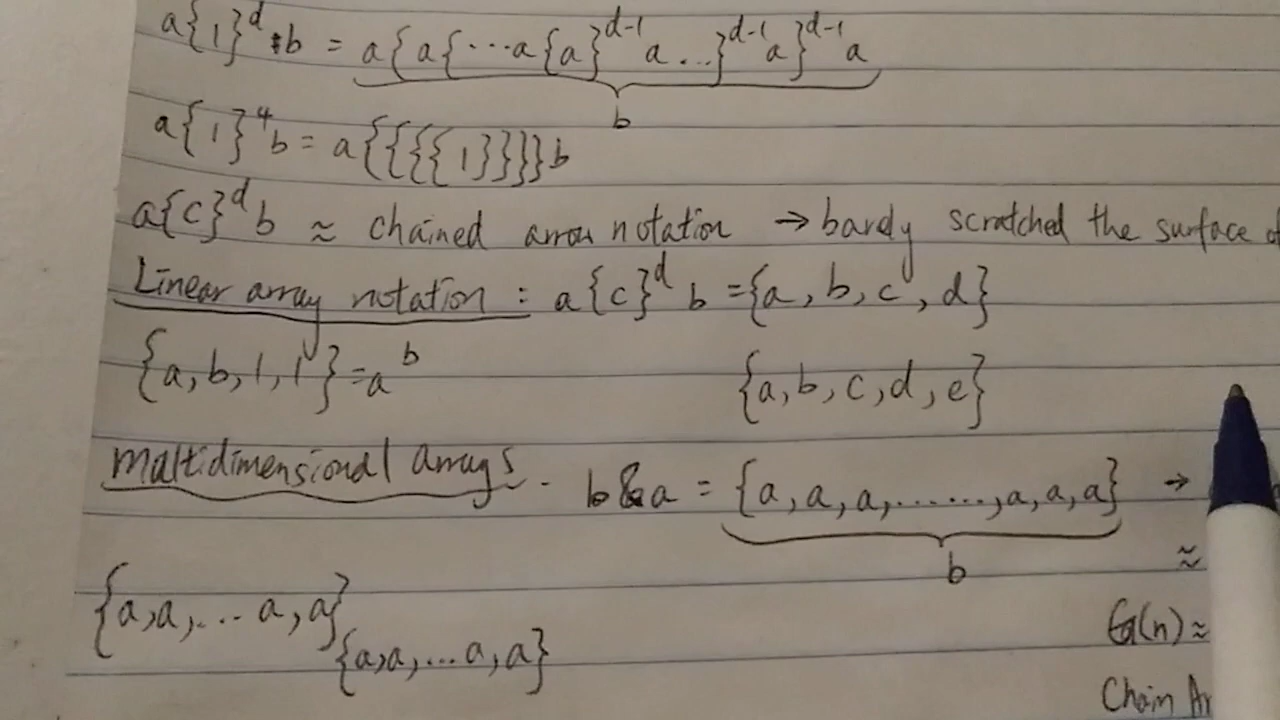 a{1}^d b = a{a{⋯a{a}^{d-1} a ...}^{d-1} a}^{d-1} a
b
a{1}^4 b = a{{{{1}}}}b
a{c}^d b ≈ chained arrow notation → barely scratched the surface of
Linear array notation : a{c}^d b = {a, b, c, d}
{a, b, 1, 1} = a^b {a, b, c, d, e}
Multidimensional arrays. b&a = {a, a, a, ......, a, a, a} →
b
≈
{a, a, ... a, a}
G(n) ≈
{a, a, ... a, a}
Chain